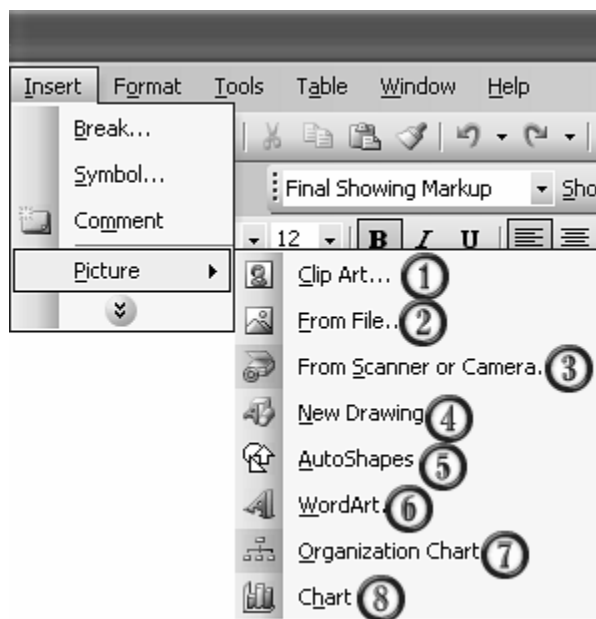 Insert Format Tools Table Window Help
Break...
Symbol...
Final Showing Markup Sho
Comment
12 B I U
Picture
Clip Art... 1
From File.. 2
From Scanner or Camera. 3
New Drawing 4
AutoShapes 5
WordArt. 6
Organization Chart 7
Chart 8